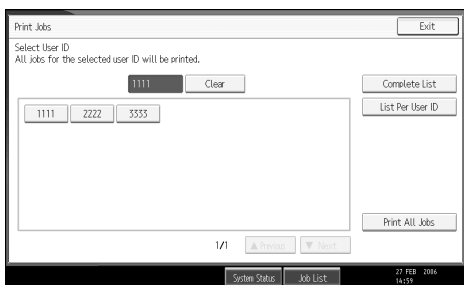 Print Jobs
Exit
Select User ID
All jobs for the selected user ID will be printed.
1111
Clear
Complete List
List Per User ID
1111
2222
3333
Print All Jobs
1/1
▲ Previous
▼ Next
System Status
Job List
27 FEB 2006
14:59